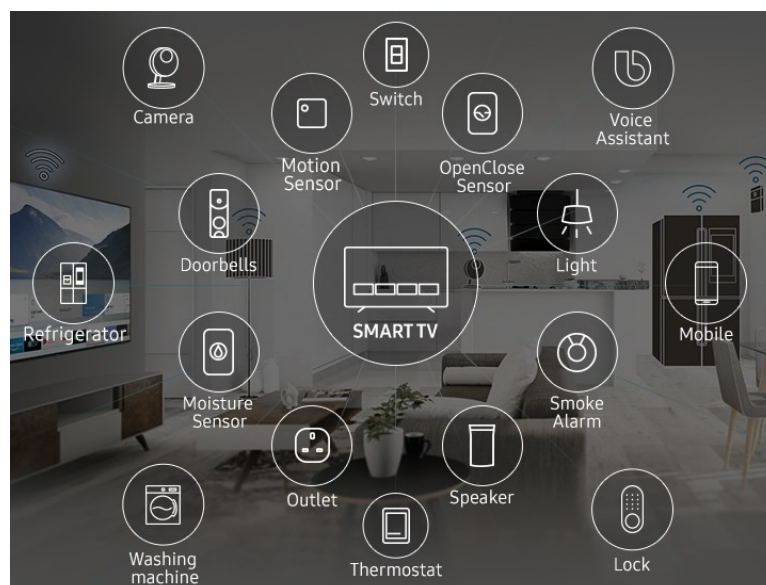 Camera
Switch
Voice
Assistant
Motion
Sensor
OpenClose
Sensor
Doorbells
Light
Refrigerator
SMART TV
Mobile
Moisture
Sensor
Smoke
Alarm
Outlet
Speaker
Washing
machine
Thermostat
Lock